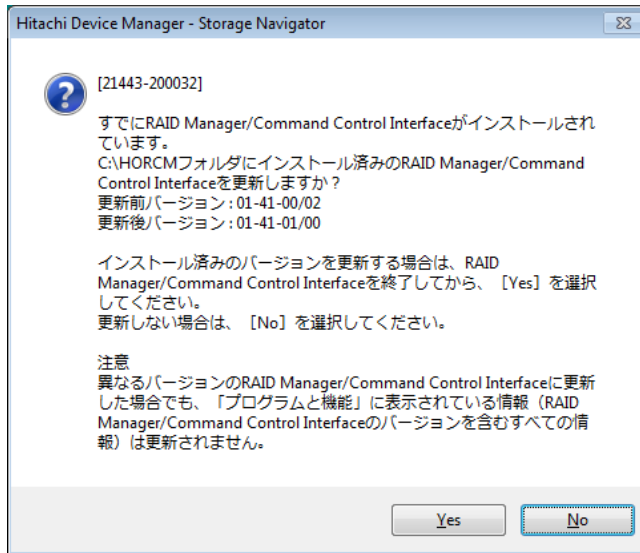 Hitachi Device Manager - Storage Navigator
[21443-200032]
すでにRAID Manager/Command Control Interfaceがインストールされ
ています。
C:\HORCMフォルダにインストール済みのRAID Manager/Command
Control Interfaceを更新しますか？
更新前バージョン : 01-41-00/02
更新後バージョン : 01-41-01/00
インストール済みのバージョンを更新する場合は、RAID
Manager/Command Control Interfaceを終了してから、［Yes］を選択
してください。
更新しない場合は、［No］を選択してください。
注意
異なるバージョンのRAID Manager/Command Control Interfaceに更新
した場合でも、「プログラムと機能」に表示されている情報（RAID
Manager/Command Control Interfaceのバージョンを含むすべての情
報）は更新されません。
Yes No